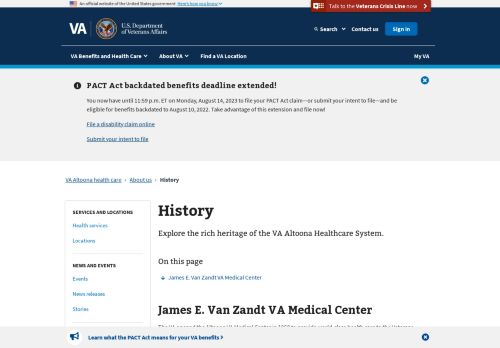 An official website of the United States government Here's how you know
Talk to the Veterans Crisis Line now
VA
U.S. Department
of Veterans Affairs
Search
Contact us
Sign in
VA Benefits and Health Care
About VA
Find a VA Location
My VA
PACT Act backdated benefits deadline extended!
You now have until 11:59 p.m. ET on Monday, August 14, 2023 to file your PACT Act claim—or submit your intent to file—and be
eligible for benefits backdated to August 10, 2022. Take advantage of this extension and file now!
File a disability claim online
Submit your intent to file
VA Altoona health care › About us › History
SERVICES AND LOCATIONS
Health services
Locations
NEWS AND EVENTS
Events
News releases
Stories
History
Explore the rich heritage of the VA Altoona Healthcare System.
On this page
James E. Van Zandt VA Medical Center
James E. Van Zandt VA Medical Center
Learn what the PACT Act means for your VA benefits